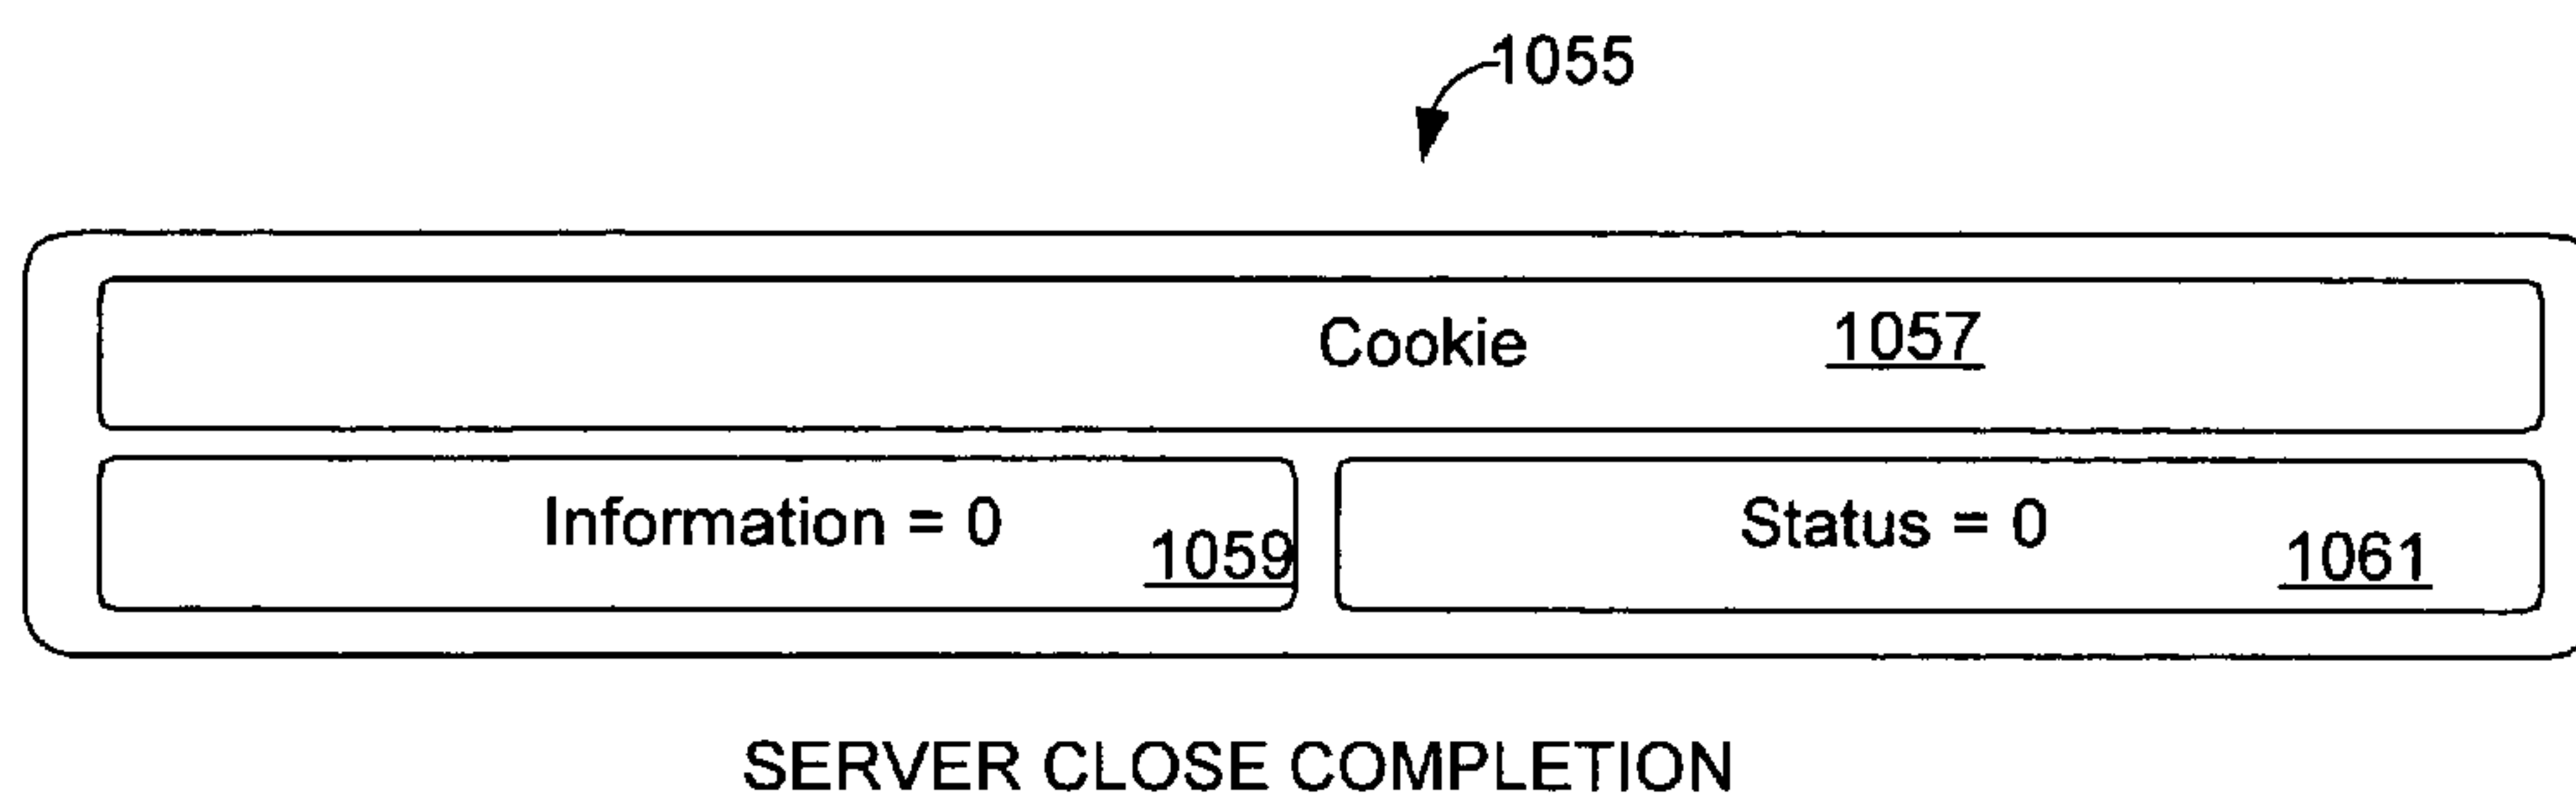 1055
Cookie 1057
Information = 0 1059 Status = 0 1061
SERVER CLOSE COMPLETION